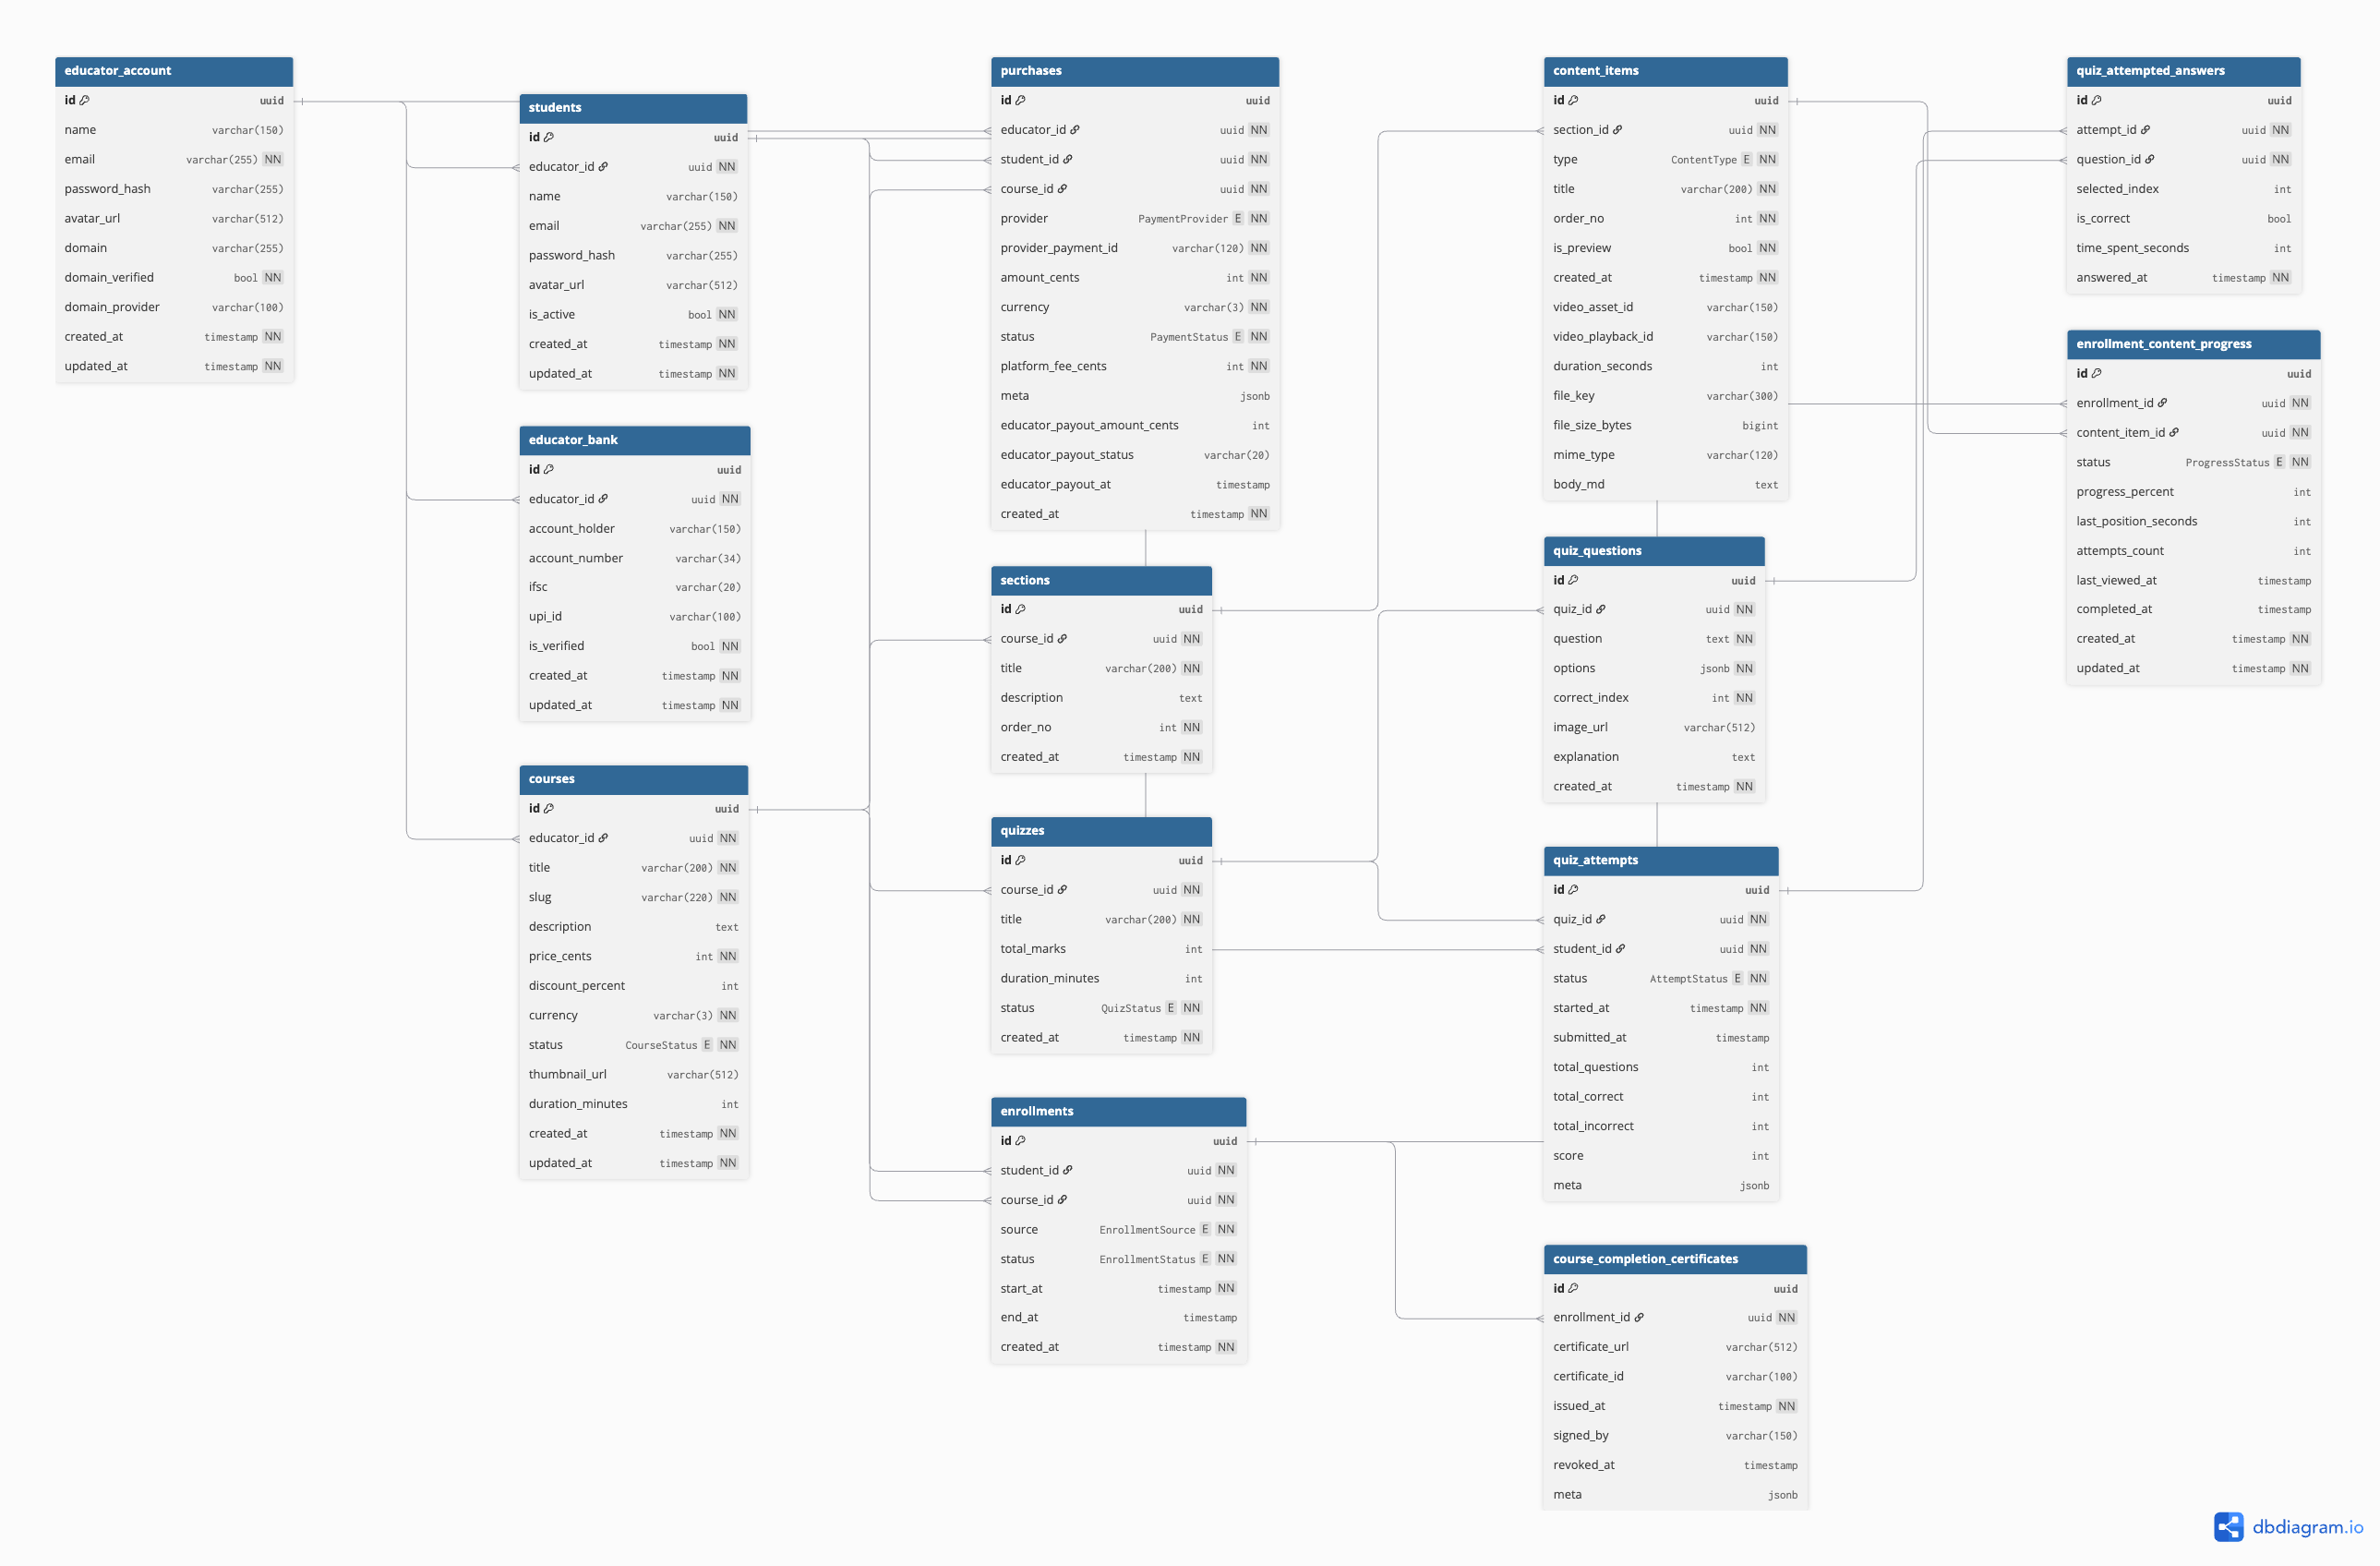 educator_account
id uuid
name varchar(150)
email varchar(255) NN
password_hash varchar(255)
avatar_url varchar(512)
domain varchar(255)
domain_verified bool NN
domain_provider varchar(100)
created_at timestamp NN
updated_at timestamp NN
students
id uuid
educator_id uuid NN
name varchar(150)
email varchar(255) NN
password_hash varchar(255)
avatar_url varchar(512)
is_active bool NN
created_at timestamp NN
updated_at timestamp NN
educator_bank
id uuid
educator_id uuid NN
account_holder varchar(150)
account_number varchar(34)
ifsc varchar(20)
upi_id varchar(100)
is_verified bool NN
created_at timestamp NN
updated_at timestamp NN
courses
id uuid
educator_id uuid NN
title varchar(200) NN
slug varchar(220) NN
description text
price_cents int NN
discount_percent int
currency varchar(3) NN
status CourseStatus E NN
thumbnail_url varchar(512)
duration_minutes int
created_at timestamp NN
updated_at timestamp NN
purchases
id uuid
educator_id uuid NN
student_id uuid NN
course_id uuid NN
provider PaymentProvider E NN
provider_payment_id varchar(120) NN
amount_cents int NN
currency varchar(3) NN
status PaymentStatus E NN
platform_fee_cents int NN
meta jsonb
educator_payout_amount_cents int
educator_payout_status varchar(20)
educator_payout_at timestamp
created_at timestamp NN
sections
id uuid
course_id uuid NN
title varchar(200) NN
description text
order_no int NN
created_at timestamp NN
quizzes
id uuid
course_id uuid NN
title varchar(200) NN
total_marks int
duration_minutes int
status QuizStatus E NN
created_at timestamp NN
enrollments
id uuid
student_id uuid NN
course_id uuid NN
source EnrollmentSource E NN
status EnrollmentStatus E NN
start_at timestamp NN
end_at timestamp
created_at timestamp NN
content_items
id uuid
section_id uuid NN
type ContentType E NN
title varchar(200) NN
order_no int NN
is_preview bool NN
created_at timestamp NN
video_asset_id varchar(150)
video_playback_id varchar(150)
duration_seconds int
file_key varchar(300)
file_size_bytes bigint
mime_type varchar(120)
body_md text
quiz_questions
id uuid
quiz_id uuid NN
question text NN
options jsonb NN
correct_index int NN
image_url varchar(512)
explanation text
created_at timestamp NN
quiz_attempts
id uuid
quiz_id uuid NN
student_id uuid NN
status AttemptStatus E NN
started_at timestamp NN
submitted_at timestamp
total_questions int
total_correct int
total_incorrect int
score int
meta jsonb
course_completion_certificates
id uuid
enrollment_id uuid NN
certificate_url varchar(512)
certificate_id varchar(100)
issued_at timestamp NN
signed_by varchar(150)
revoked_at timestamp
meta jsonb
quiz_attempted_answers
id uuid
attempt_id uuid NN
question_id uuid NN
selected_index int
is_correct bool
time_spent_seconds int
answered_at timestamp NN
enrollment_content_progress
id uuid
enrollment_id uuid NN
content_item_id uuid NN
status ProgressStatus E NN
progress_percent int
last_position_seconds int
attempts_count int
last_viewed_at timestamp
completed_at timestamp
created_at timestamp NN
updated_at timestamp NN
dbdiagram.io